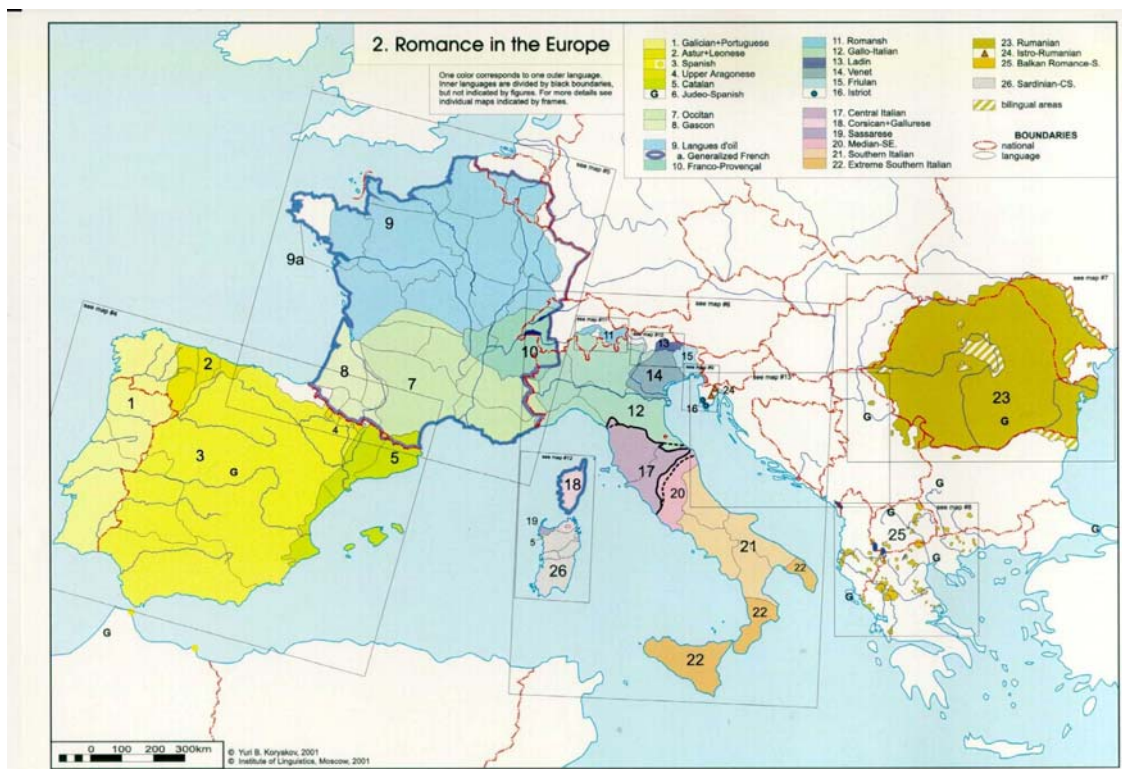 2. Romance in the Europe
One color corresponds to one outer language.
Inner languages are divided by black boundaries,
but not indicated by figures. For more details see
individual maps indicated by frames.
1. Galician+Portuguese
2. Astur+Leonese
3. Spanish
4. Upper Aragonese
5. Catalan
G 6. Judeo-Spanish
7. Occitan
8. Gascon
9. Langues d'oil
a. Generalized French
10. Franco-Provençal
11. Romansh
12. Gallo-Italian
13. Ladin
14. Venet
15. Friulan
16. Istriot
17. Central Italian
18. Corsican+Gallurese
19. Sassarese
20. Median-SE.
21. Southern Italian
22. Extreme Southern Italian
23. Rumanian
24. Istro-Rumanian
25. Balkan Romance-S.
26. Sardinian-CS.
bilingual areas
BOUNDARIES
national
language
see map #5
9
9a
see map #7
see map #6
see map #4
11
13
15
10
2
8
7
14
24
16
1
12
23
G
G
4
3
G
5
17
see map #12
18
20
G
see map #8
G
25
19
5
21
G
G
26
22
G
G
22
22
0 100 200 300km
© Yuri B. Koryakov, 2001
© Institute of Linguistics, Moscow, 2001